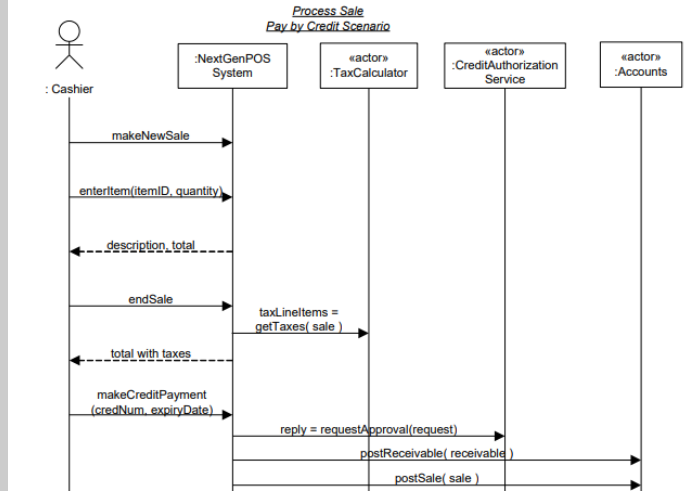 Process Sale
Pay by Credit Scenario
: Cashier
:NextGenPOS
System
«actor»
:TaxCalculator
«actor»
:CreditAuthorization
Service
«actor»
:Accounts
makeNewSale
enterItem(itemID, quantity)
description, total
endSale
taxLineItems =
getTaxes( sale )
total with taxes
makeCreditPayment
(credNum, expiryDate)
reply = requestApproval(request)
postReceivable( receivable )
postSale( sale )